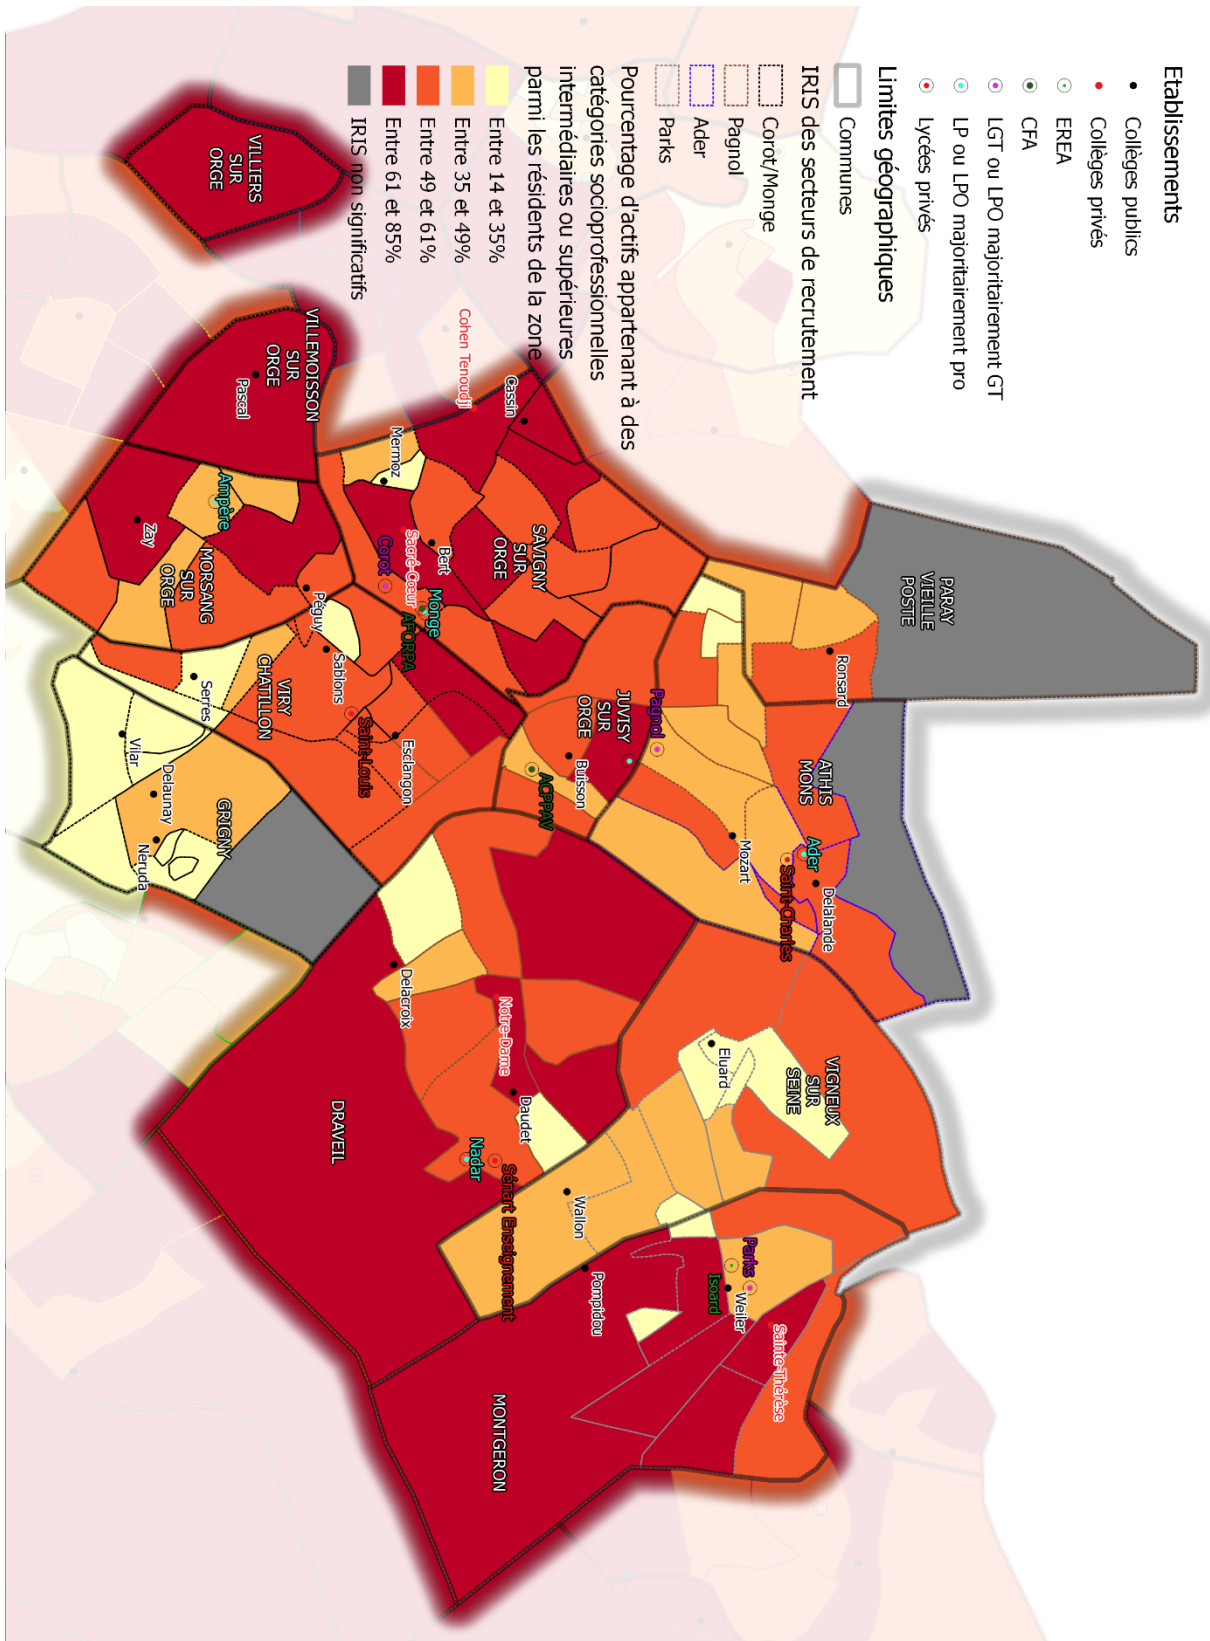 Etablissements
Collèges publics
Collèges privés
EREA
CFA
LGT ou LPO majoritairement GT
LP ou LPO majoritairement pro
Lycées privés
Limites géographiques
Communes
IRIS des secteurs de recrutement
Corot/Monge
Pagnol
Ader
Parks
Pourcentage d'actifs appartenant à des
catégories socioprofessionnelles
intermédiaires ou supérieures
parmi les résidents de la zone
Entre 14 et 35%
Entre 35 et 49%
Entre 49 et 61%
Entre 61 et 85%
IRIS non significatifs
PARAY
VIEILLE
POSTE
Ronsard
ATHIS
MONS
Ader
Delalande
Saint-Charles
Mozart
Pagnol
JUVISY
SUR
ORGE
Buisson
ACPPAV
VIGNEUX
SUR
SEINE
Eluard
Wallon
Parks
Weiler
Isoard
Sainte-Thérèse
Pompidou
MONTGERON
Cassin
Cohen Tenoudji
SAVIGNY
SUR
ORGE
Bert
Mermoz
Sacré-Cœur
Corot
Monge
AFORPA
Notre-Dame
Daudet
Delacroix
Nadar
Sénart Enseignement
DRAVEIL
Esclangon
Saint-Louis
Sablons
Péguy
VIRY
CHATILLON
Serres
VILLEMOISSON
SUR
ORGE
Pascal
VILLIERS
SUR
ORGE
Ampère
MORSANG
SUR
ORGE
Zay
GRIGNY
Delaunay
Neruda
Vilar